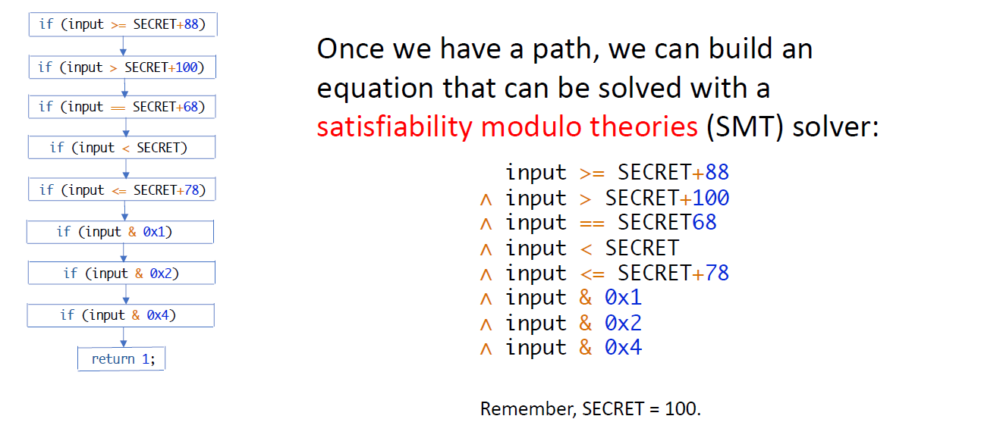 if (input >= SECRET+88)
if (input > SECRET+100)
if (input == SECRET+68)
if (input < SECRET)
if (input <= SECRET+78)
if (input & 0x1)
if (input & 0x2)
if (input & 0x4)
return 1;
Once we have a path, we can build an
equation that can be solved with a
satisfiability modulo theories (SMT) solver:
input >= SECRET+88
∧ input > SECRET+100
∧ input == SECRET68
∧ input < SECRET
∧ input <= SECRET+78
∧ input & 0x1
∧ input & 0x2
∧ input & 0x4
Remember, SECRET = 100.